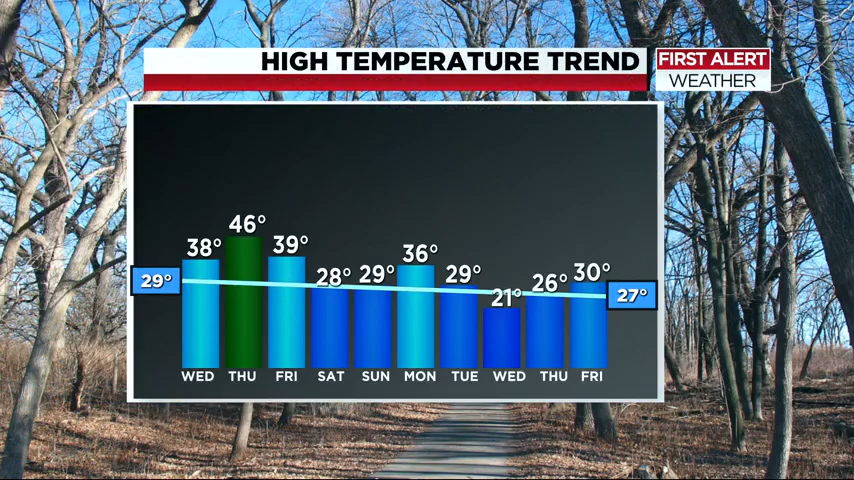 HIGH TEMPERATURE TREND
FIRST ALERT
WEATHER
38° 46° 39° 28° 29° 36° 29° 21° 26° 30°
29° 27°
WED THU FRI SAT SUN MON TUE WED THU FRI